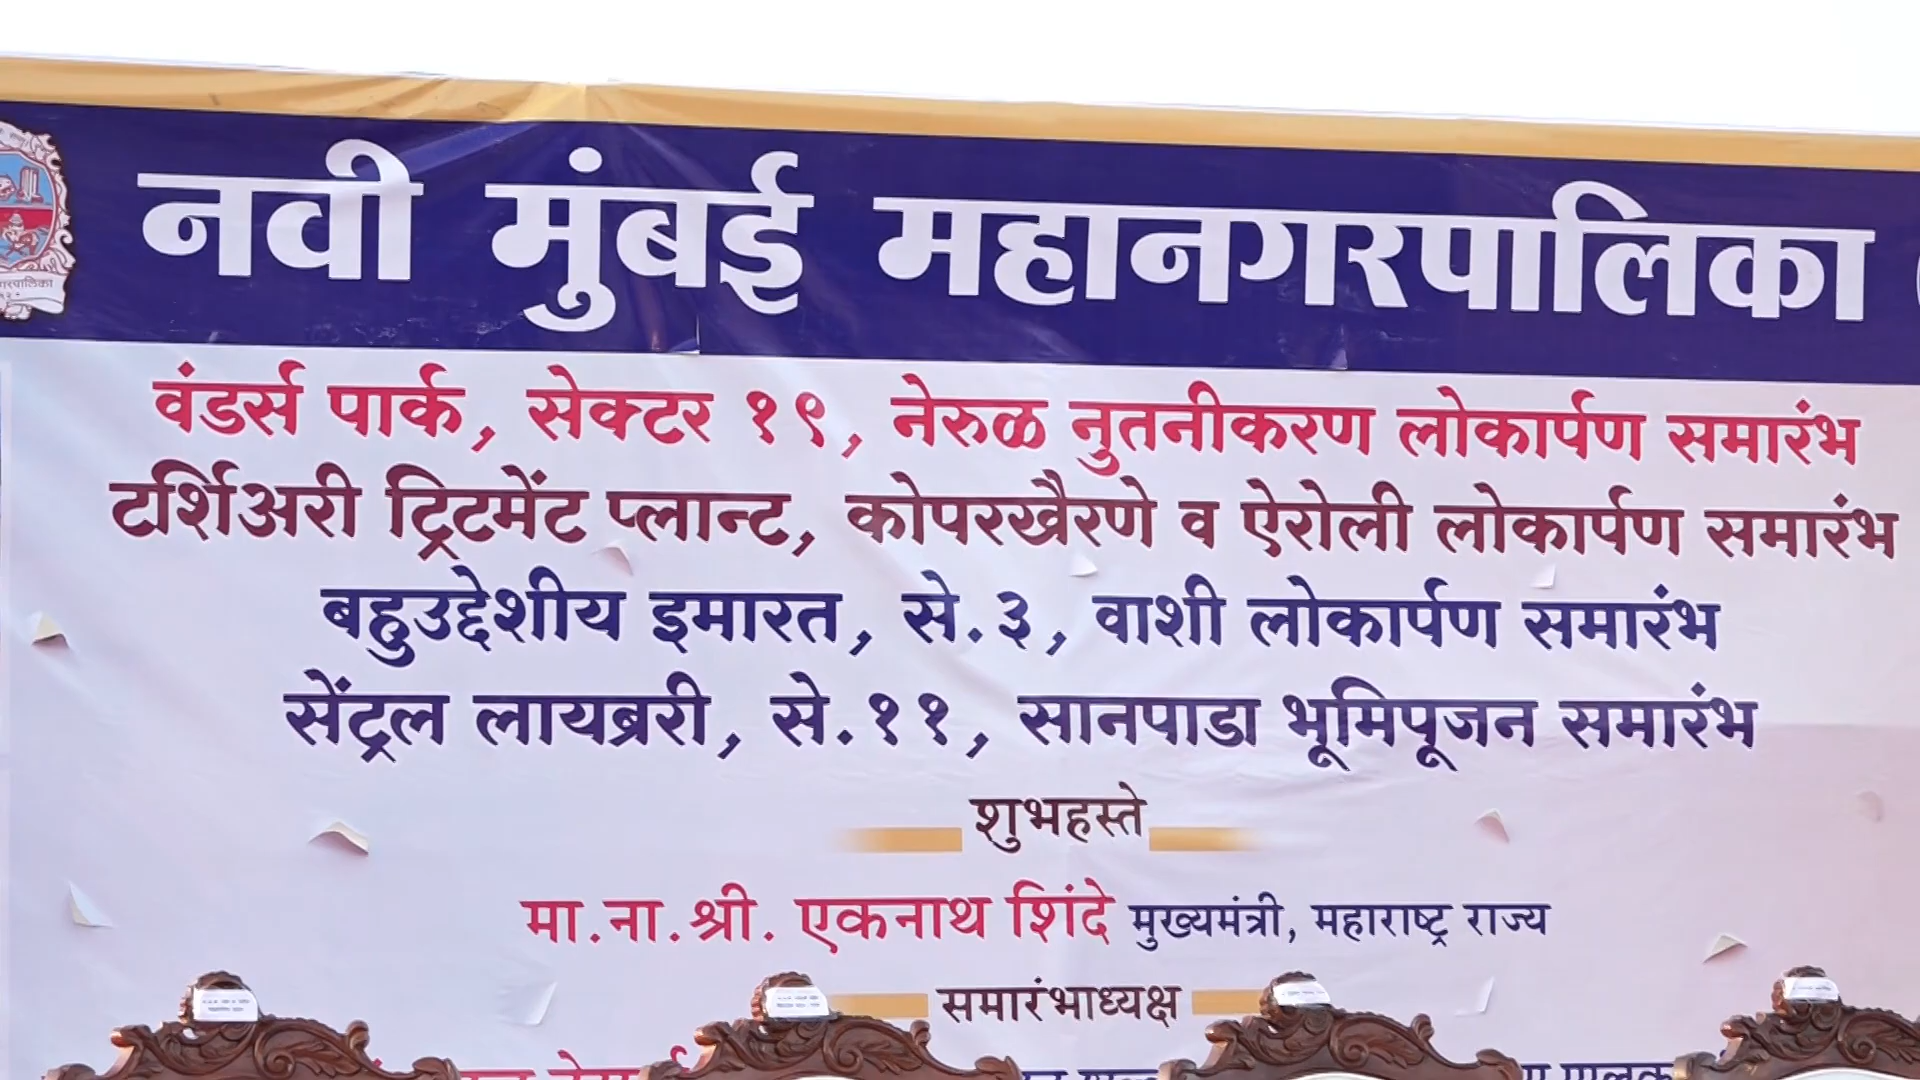 नवी मुंबई महानगरपालिका
वंडर्स पार्क, सेक्टर १९, नेरुळ नुतनीकरण लोकार्पण समारंभ
टर्शिअरी ट्रिटमेंट प्लान्ट, कोपरखैरणे व ऐरोली लोकार्पण समारंभ
बहुउद्देशीय इमारत, से.३, वाशी लोकार्पण समारंभ
सेंट्रल लायब्ररी, से.११, सानपाडा भूमिपूजन समारंभ
शुभहस्ते
मा.ना.श्री. एकनाथ शिंदे मुख्यमंत्री, महाराष्ट्र राज्य
समारंभाध्यक्ष